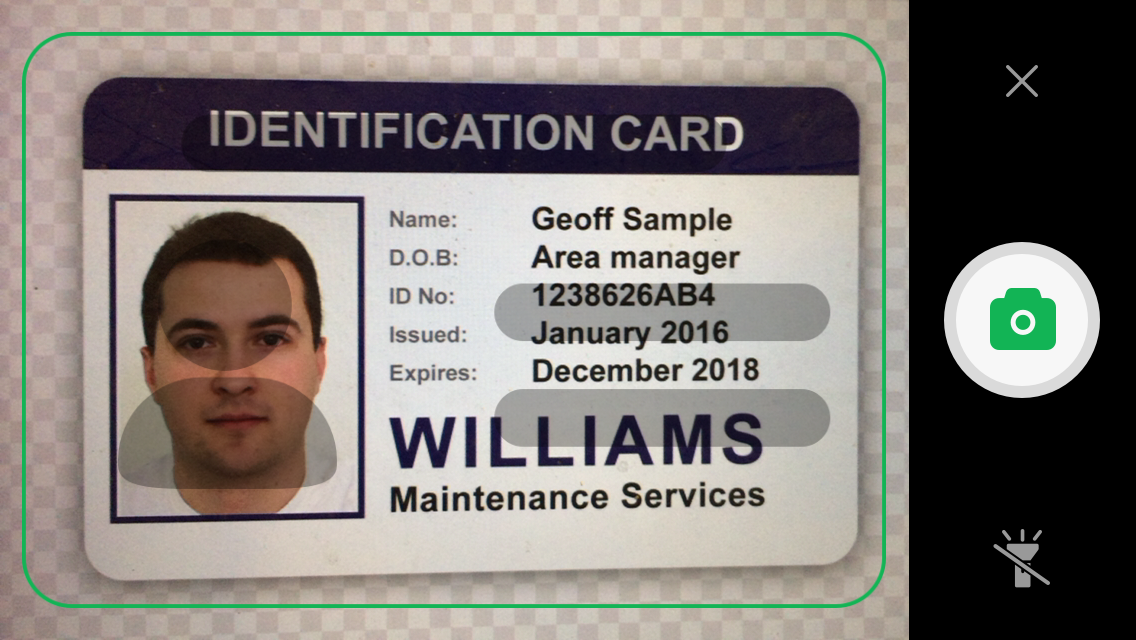 IDENTIFICATION CARD
Name: Geoff Sample
D.O.B: Area manager
ID No: 1238626AB4
Issued: January 2016
Expires: December 2018
WILLIAMS
Maintenance Services